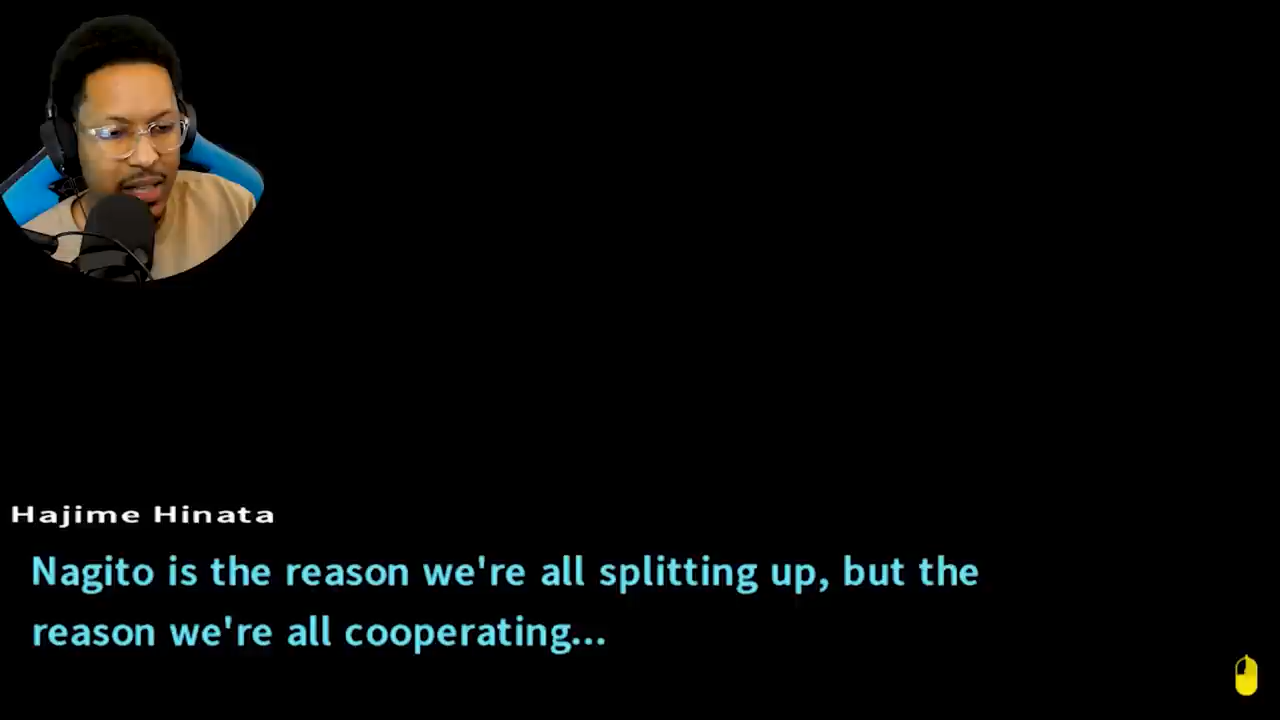 Hajime Hinata
Nagito is the reason we're all splitting up, but the
reason we're all cooperating...